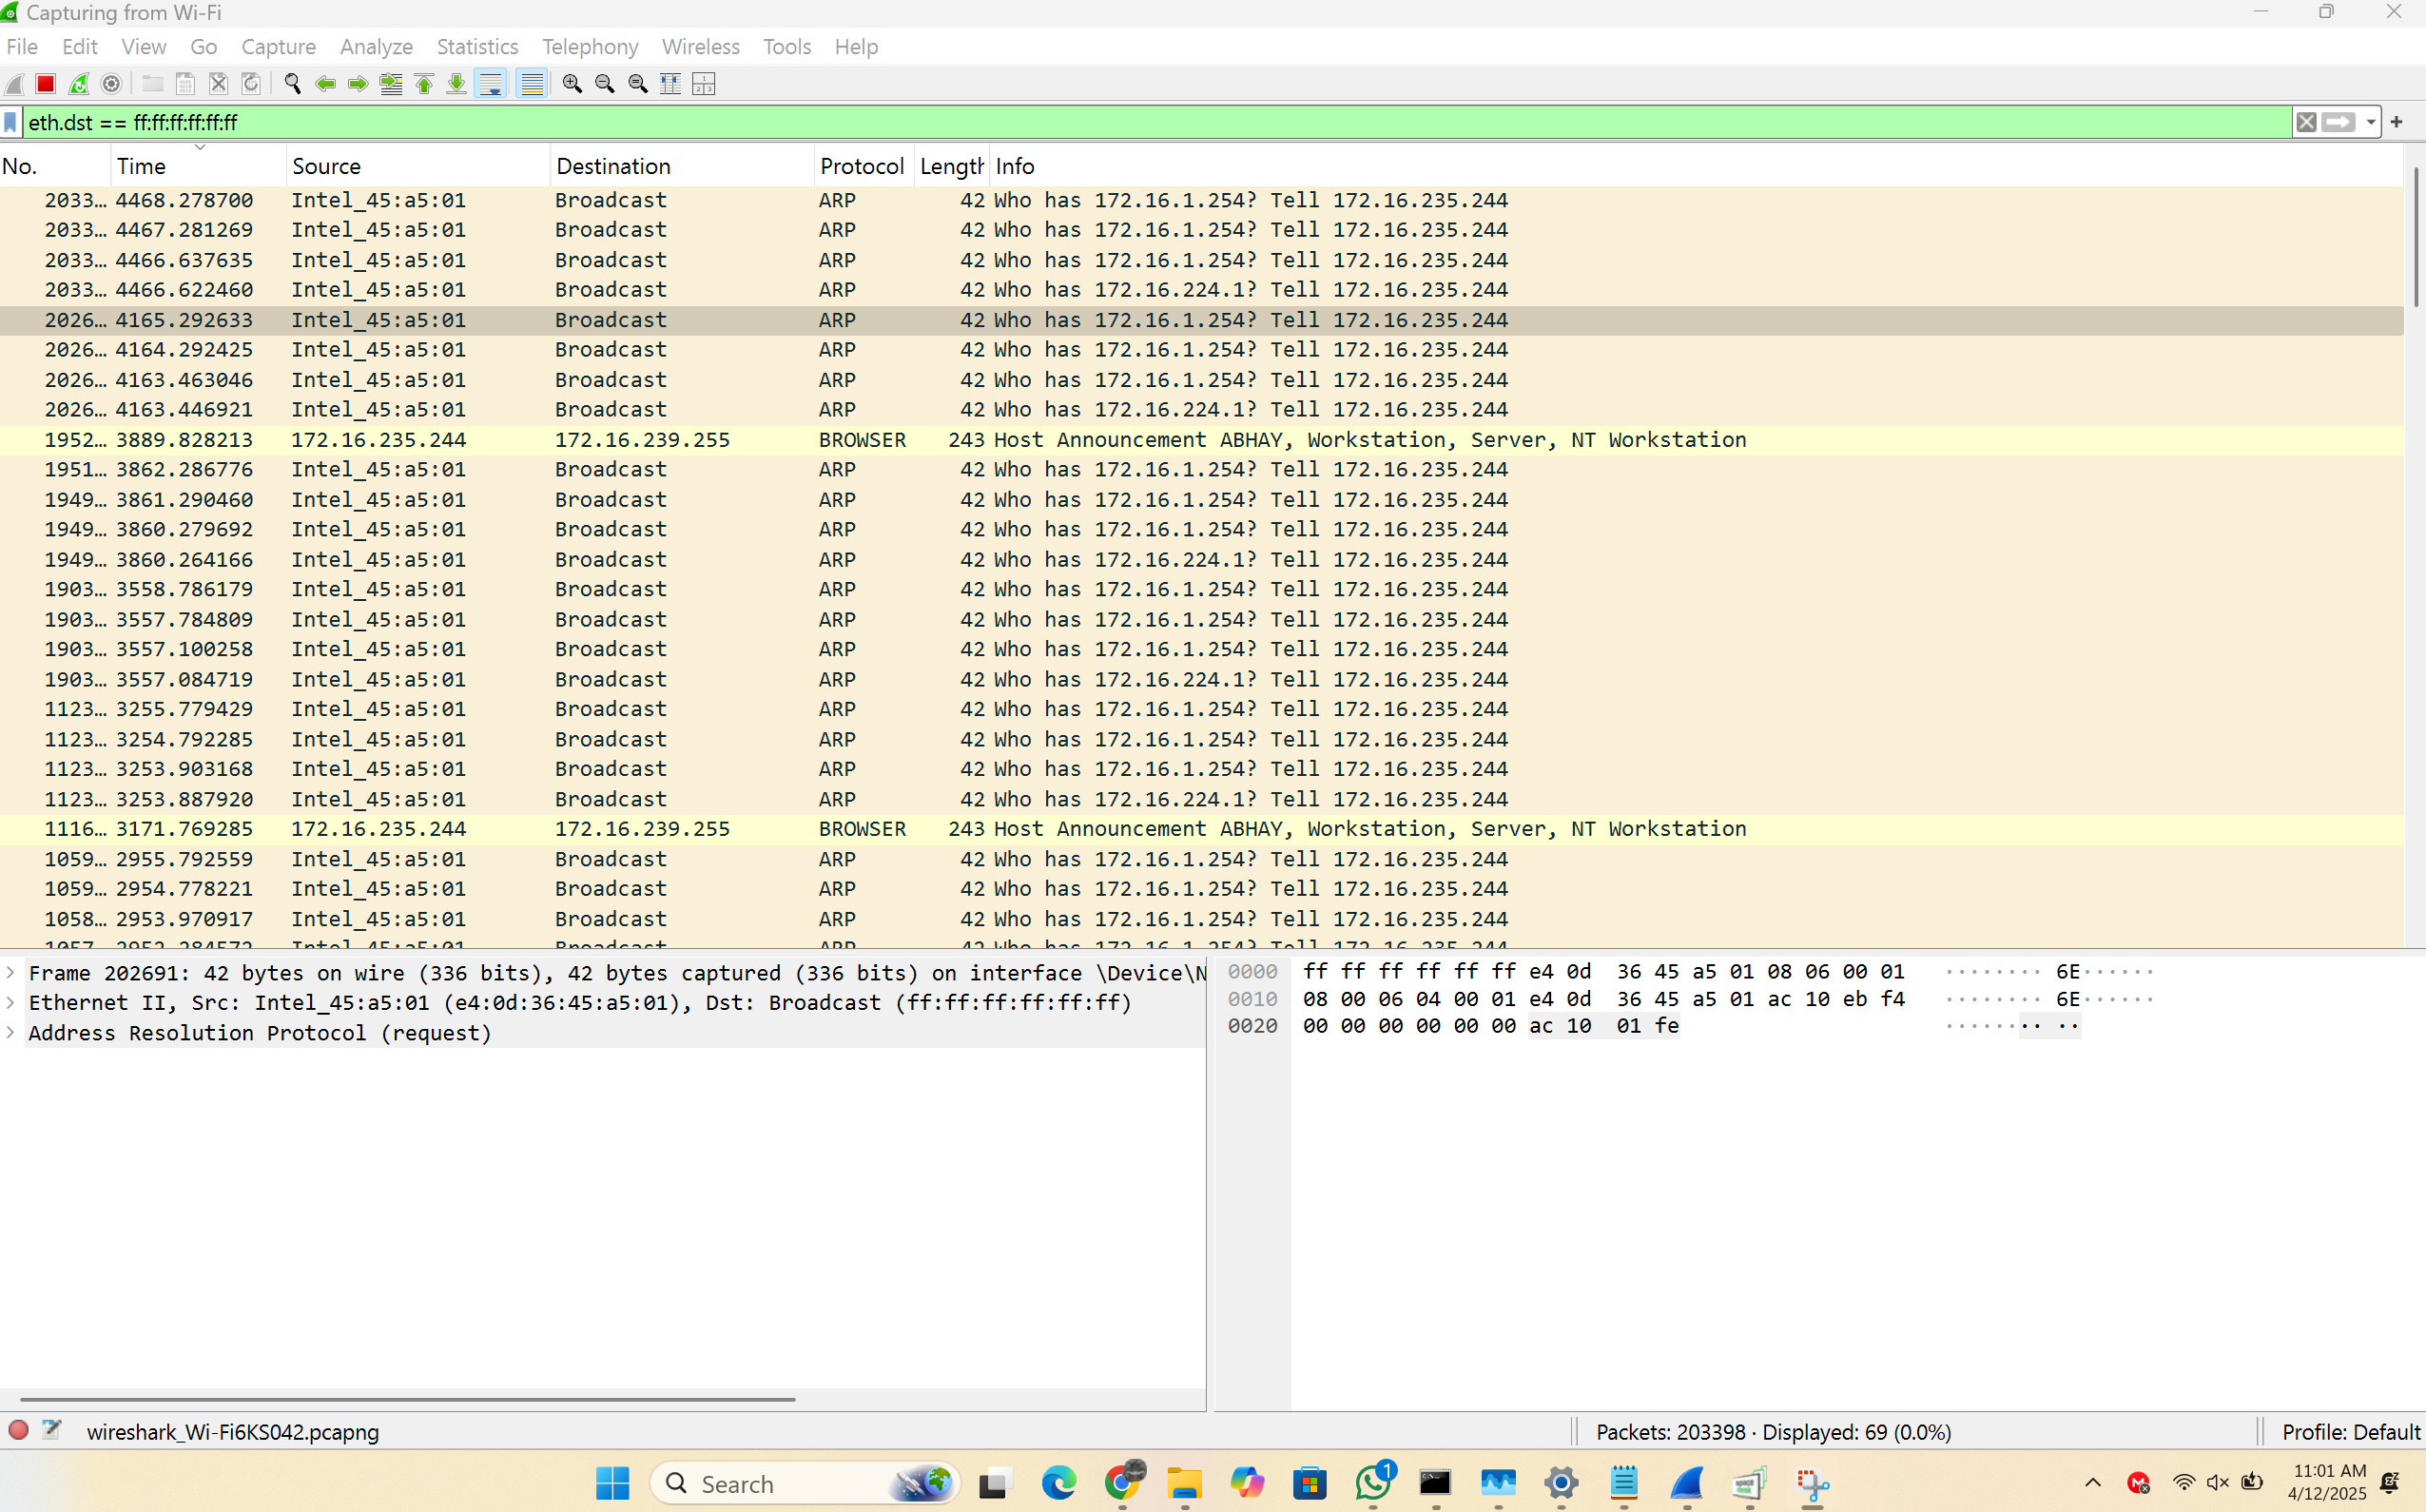 Capturing from Wi-Fi
File Edit View Go Capture Analyze Statistics Telephony Wireless Tools Help
eth.dst == ff:ff:ff:ff:ff:ff
No. Time Source Destination Protocol Length Info
2033… 4468.278700 Intel_45:a5:01 Broadcast ARP 42 Who has 172.16.1.254? Tell 172.16.235.244
2033… 4467.281269 Intel_45:a5:01 Broadcast ARP 42 Who has 172.16.1.254? Tell 172.16.235.244
2033… 4466.637635 Intel_45:a5:01 Broadcast ARP 42 Who has 172.16.1.254? Tell 172.16.235.244
2033… 4466.622460 Intel_45:a5:01 Broadcast ARP 42 Who has 172.16.224.1? Tell 172.16.235.244
2026… 4165.292633 Intel_45:a5:01 Broadcast ARP 42 Who has 172.16.1.254? Tell 172.16.235.244
2026… 4164.292425 Intel_45:a5:01 Broadcast ARP 42 Who has 172.16.1.254? Tell 172.16.235.244
2026… 4163.463046 Intel_45:a5:01 Broadcast ARP 42 Who has 172.16.1.254? Tell 172.16.235.244
2026… 4163.446921 Intel_45:a5:01 Broadcast ARP 42 Who has 172.16.224.1? Tell 172.16.235.244
1952… 3889.828213 172.16.235.244 172.16.239.255 BROWSER 243 Host Announcement ABHAY, Workstation, Server, NT Workstation
1951… 3862.286776 Intel_45:a5:01 Broadcast ARP 42 Who has 172.16.1.254? Tell 172.16.235.244
1949… 3861.290460 Intel_45:a5:01 Broadcast ARP 42 Who has 172.16.1.254? Tell 172.16.235.244
1949… 3860.279692 Intel_45:a5:01 Broadcast ARP 42 Who has 172.16.1.254? Tell 172.16.235.244
1949… 3860.264166 Intel_45:a5:01 Broadcast ARP 42 Who has 172.16.224.1? Tell 172.16.235.244
1903… 3558.786179 Intel_45:a5:01 Broadcast ARP 42 Who has 172.16.1.254? Tell 172.16.235.244
1903… 3557.784809 Intel_45:a5:01 Broadcast ARP 42 Who has 172.16.1.254? Tell 172.16.235.244
1903… 3557.100258 Intel_45:a5:01 Broadcast ARP 42 Who has 172.16.1.254? Tell 172.16.235.244
1903… 3557.084719 Intel_45:a5:01 Broadcast ARP 42 Who has 172.16.224.1? Tell 172.16.235.244
1123… 3255.779429 Intel_45:a5:01 Broadcast ARP 42 Who has 172.16.1.254? Tell 172.16.235.244
1123… 3254.792285 Intel_45:a5:01 Broadcast ARP 42 Who has 172.16.1.254? Tell 172.16.235.244
1123… 3253.903168 Intel_45:a5:01 Broadcast ARP 42 Who has 172.16.1.254? Tell 172.16.235.244
1123… 3253.887920 Intel_45:a5:01 Broadcast ARP 42 Who has 172.16.224.1? Tell 172.16.235.244
1116… 3171.769285 172.16.235.244 172.16.239.255 BROWSER 243 Host Announcement ABHAY, Workstation, Server, NT Workstation
1059… 2955.792559 Intel_45:a5:01 Broadcast ARP 42 Who has 172.16.1.254? Tell 172.16.235.244
1059… 2954.778221 Intel_45:a5:01 Broadcast ARP 42 Who has 172.16.1.254? Tell 172.16.235.244
1058… 2953.970917 Intel_45:a5:01 Broadcast ARP 42 Who has 172.16.1.254? Tell 172.16.235.244
Frame 202691: 42 bytes on wire (336 bits), 42 bytes captured (336 bits) on interface \Device\N
Ethernet II, Src: Intel_45:a5:01 (e4:0d:36:45:a5:01), Dst: Broadcast (ff:ff:ff:ff:ff:ff)
Address Resolution Protocol (request)
0000 ff ff ff ff ff ff e4 0d 36 45 a5 01 08 06 00 01 ········ 6E······
0010 08 00 06 04 00 01 e4 0d 36 45 a5 01 ac 10 eb f4 ········ 6E······
0020 00 00 00 00 00 00 ac 10 01 fe ········ ··
wireshark_Wi-Fi6KS042.pcapng Packets: 203398 · Displayed: 69 (0.0%) Profile: Default
Search
1
11:01 AM
4/12/2025